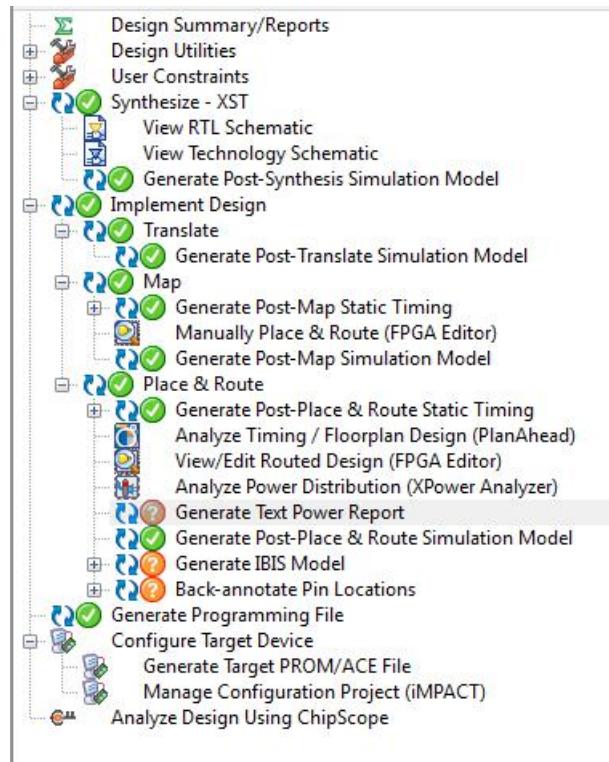 Design Summary/Reports
Design Utilities
User Constraints
Synthesize - XST
View RTL Schematic
View Technology Schematic
Generate Post-Synthesis Simulation Model
Implement Design
Translate
Generate Post-Translate Simulation Model
Map
Generate Post-Map Static Timing
Manually Place & Route (FPGA Editor)
Generate Post-Map Simulation Model
Place & Route
Generate Post-Place & Route Static Timing
Analyze Timing / Floorplan Design (PlanAhead)
View/Edit Routed Design (FPGA Editor)
Analyze Power Distribution (XPower Analyzer)
Generate Text Power Report
Generate Post-Place & Route Simulation Model
Generate IBIS Model
Back-annotate Pin Locations
Generate Programming File
Configure Target Device
Generate Target PROM/ACE File
Manage Configuration Project (iMPACT)
Analyze Design Using ChipScope